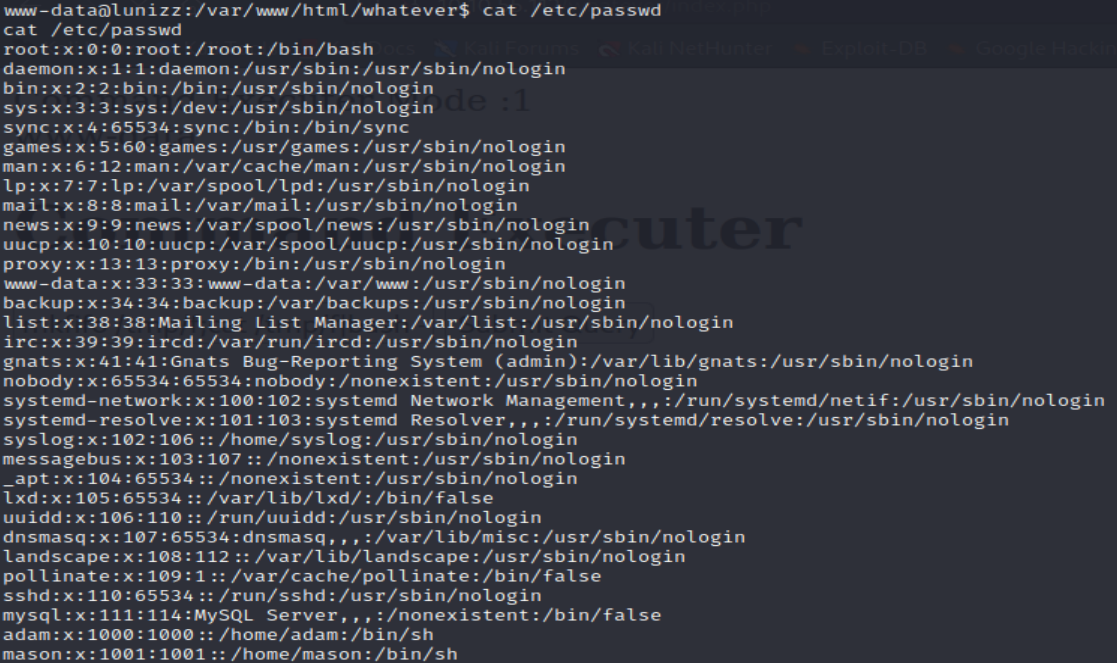 www-data@lunizz:/var/www/html/whatever$ cat /etc/passwd
cat /etc/passwd
root:x:0:0:root:/root:/bin/bash
Docs Kali Forums Kali NetHunter Exploit-DB Google Hackin
daemon:x:1:1:daemon:/usr/sbin:/usr/sbin/nologin
bin:x:2:2:bin:/bin:/usr/sbin/nologin
Mode :1
sys:x:3:3:sys:/dev:/usr/sbin/nologin
sync:x:4:65534:sync:/bin:/bin/sync
games:x:5:60:games:/usr/games:/usr/sbin/nologin
man:x:6:12:man:/var/cache/man:/usr/sbin/nologin
lp:x:7:7:lp:/var/spool/lpd:/usr/sbin/nologin
mail:x:8:8:mail:/var/mail:/usr/sbin/nologin
Command Executer
news:x:9:9:news:/var/spool/news:/usr/sbin/nologin
uucp:x:10:10:uucp:/var/spool/uucp:/usr/sbin/nologin
proxy:x:13:13:proxy:/bin:/usr/sbin/nologin
www-data:x:33:33:www-data:/var/www:/usr/sbin/nologin
backup:x:34:34:backup:/var/backups:/usr/sbin/nologin
list:x:38:38:Mailing List Manager:/var/list:/usr/sbin/nologin
irc:x:39:39:ircd:/var/run/ircd:/usr/sbin/nologin
gnats:x:41:41:Gnats Bug-Reporting System (admin):/var/lib/gnats:/usr/sbin/nologin
nobody:x:65534:65534:nobody:/nonexistent:/usr/sbin/nologin
systemd-network:x:100:102:systemd Network Management,,,:/run/systemd/netif:/usr/sbin/nologin
systemd-resolve:x:101:103:systemd Resolver,,,:/run/systemd/resolve:/usr/sbin/nologin
syslog:x:102:106::/home/syslog:/usr/sbin/nologin
messagebus:x:103:107::/nonexistent:/usr/sbin/nologin
_apt:x:104:65534::/nonexistent:/usr/sbin/nologin
lxd:x:105:65534::/var/lib/lxd/:/bin/false
uuidd:x:106:110::/run/uuidd:/usr/sbin/nologin
dnsmasq:x:107:65534:dnsmasq,,,:/var/lib/misc:/usr/sbin/nologin
landscape:x:108:112::/var/lib/landscape:/usr/sbin/nologin
pollinate:x:109:1::/var/cache/pollinate:/bin/false
sshd:x:110:65534::/run/sshd:/usr/sbin/nologin
mysql:x:111:114:MySQL Server,,,:/nonexistent:/bin/false
adam:x:1000:1000::/home/adam:/bin/sh
mason:x:1001:1001::/home/mason:/bin/sh